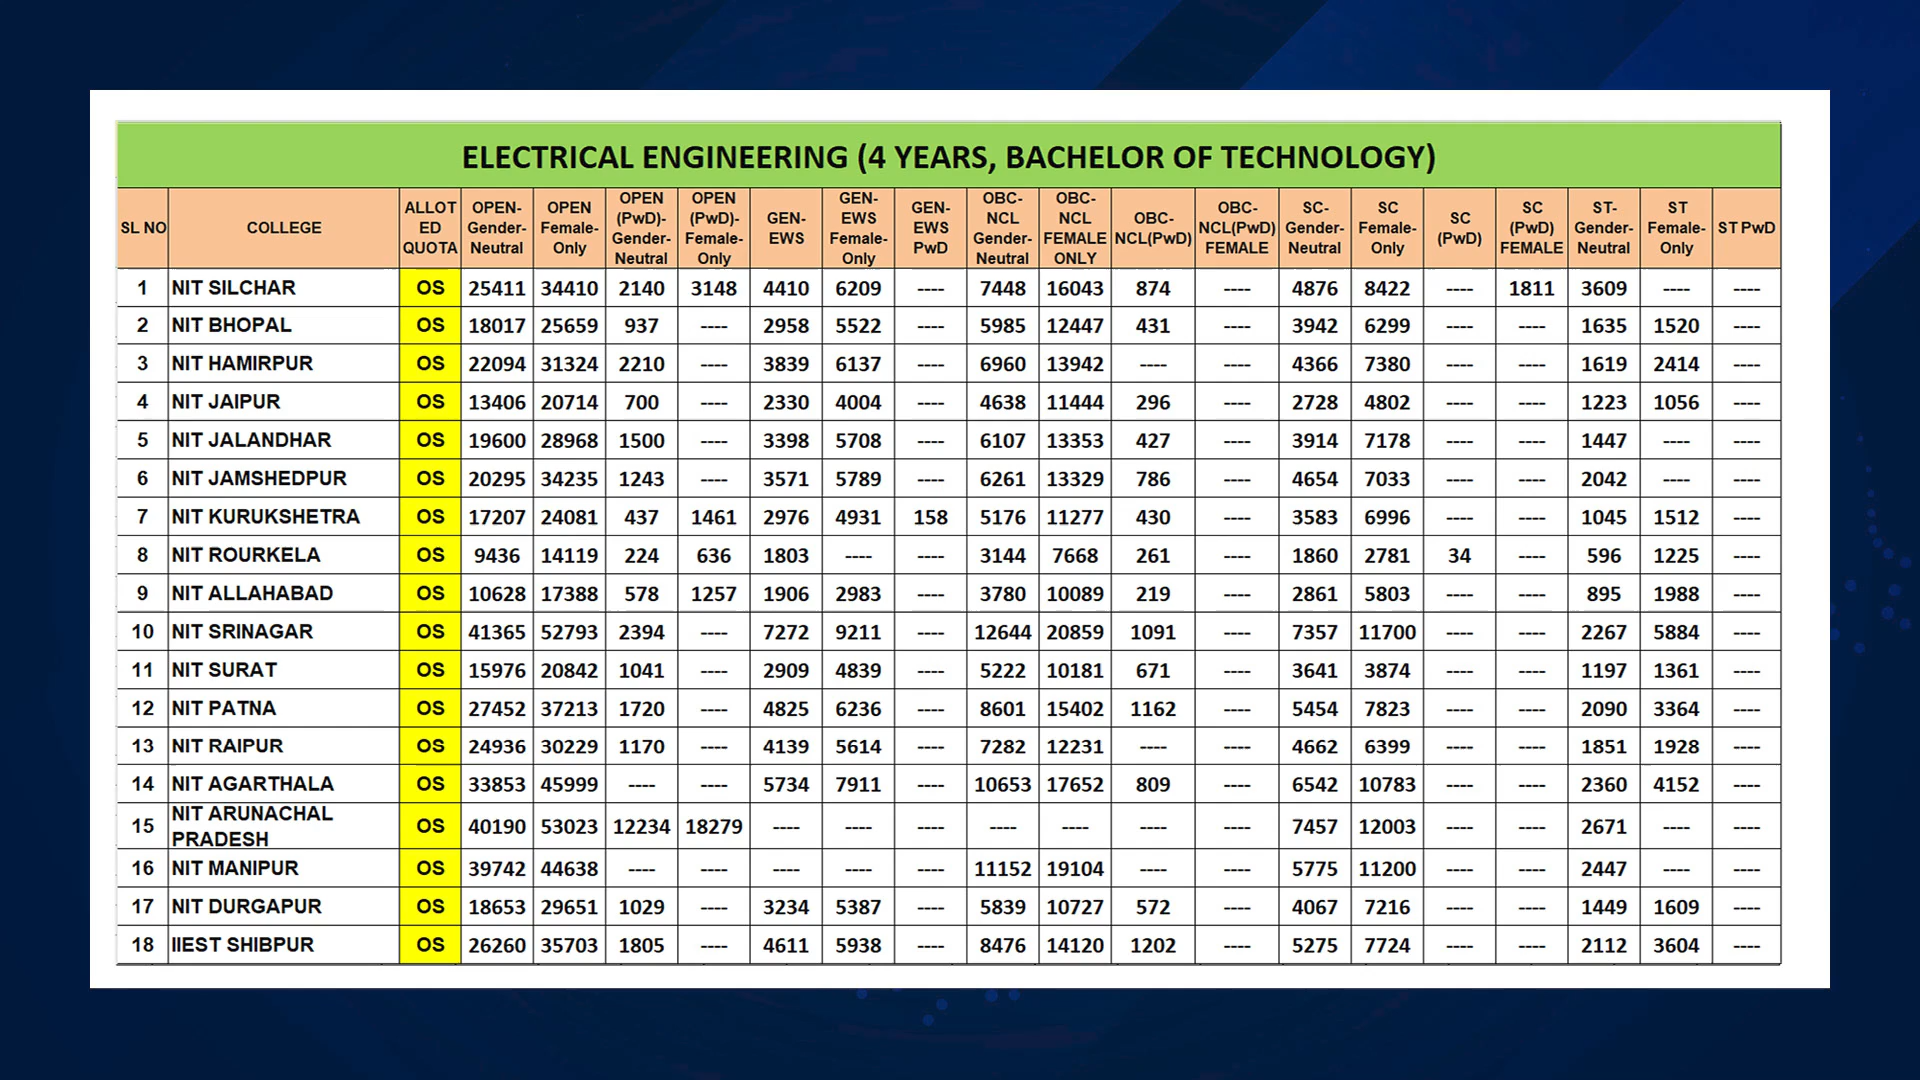 ELECTRICAL ENGINEERING (4 YEARS, BACHELOR OF TECHNOLOGY)
SL NO COLLEGE ALLOTED QUOTA OPEN-Gender-Neutral OPEN Female-Only OPEN (PwD)-Gender-Neutral OPEN (PwD)-Female-Only GEN-EWS GEN-EWS Female-Only GEN-EWS PwD OBC-NCL Gender-Neutral OBC-NCL FEMALE ONLY OBC-NCL(PwD) OBC-NCL(PwD) FEMALE SC-Gender-Neutral SC Female-Only SC (PwD) SC (PwD) FEMALE ST-Gender-Neutral ST Female-Only ST PwD
1 NIT SILCHAR OS 25411 34410 2140 3148 4410 6209 ---- 7448 16043 874 ---- 4876 8422 ---- 1811 3609 ---- ----
2 NIT BHOPAL OS 18017 25659 937 ---- 2958 5522 ---- 5985 12447 431 ---- 3942 6299 ---- ---- 1635 1520 ----
3 NIT HAMIRPUR OS 22094 31324 2210 ---- 3839 6137 ---- 6960 13942 ---- ---- 4366 7380 ---- ---- 1619 2414 ----
4 NIT JAIPUR OS 13406 20714 700 ---- 2330 4004 ---- 4638 11444 296 ---- 2728 4802 ---- ---- 1223 1056 ----
5 NIT JALANDHAR OS 19600 28968 1500 ---- 3398 5708 ---- 6107 13353 427 ---- 3914 7178 ---- ---- 1447 ---- ----
6 NIT JAMSHEDPUR OS 20295 34235 1243 ---- 3571 5789 ---- 6261 13329 786 ---- 4654 7033 ---- ---- 2042 ---- ----
7 NIT KURUKSHETRA OS 17207 24081 437 1461 2976 4931 158 5176 11277 430 ---- 3583 6996 ---- ---- 1045 1512 ----
8 NIT ROURKELA OS 9436 14119 224 636 1803 ---- ---- 3144 7668 261 ---- 1860 2781 34 ---- 596 1225 ----
9 NIT ALLAHABAD OS 10628 17388 578 1257 1906 2983 ---- 3780 10089 219 ---- 2861 5803 ---- ---- 895 1988 ----
10 NIT SRINAGAR OS 41365 52793 2394 ---- 7272 9211 ---- 12644 20859 1091 ---- 7357 11700 ---- ---- 2267 5884 ----
11 NIT SURAT OS 15976 20842 1041 ---- 2909 4839 ---- 5222 10181 671 ---- 3641 3874 ---- ---- 1197 1361 ----
12 NIT PATNA OS 27452 37213 1720 ---- 4825 6236 ---- 8601 15402 1162 ---- 5454 7823 ---- ---- 2090 3364 ----
13 NIT RAIPUR OS 24936 30229 1170 ---- 4139 5614 ---- 7282 12231 ---- ---- 4662 6399 ---- ---- 1851 1928 ----
14 NIT AGARTHALA OS 33853 45999 ---- ---- 5734 7911 ---- 10653 17652 809 ---- 6542 10783 ---- ---- 2360 4152 ----
15 NIT ARUNACHAL PRADESH OS 40190 53023 12234 18279 ---- ---- ---- ---- ---- ---- ---- 7457 12003 ---- ---- 2671 ---- ----
16 NIT MANIPUR OS 39742 44638 ---- ---- ---- ---- ---- 11152 19104 ---- ---- 5775 11200 ---- ---- 2447 ---- ----
17 NIT DURGAPUR OS 18653 29651 1029 ---- 3234 5387 ---- 5839 10727 572 ---- 4067 7216 ---- ---- 1449 1609 ----
18 IIEST SHIBPUR OS 26260 35703 1805 ---- 4611 5938 ---- 8476 14120 1202 ---- 5275 7724 ---- ---- 2112 3604 ----